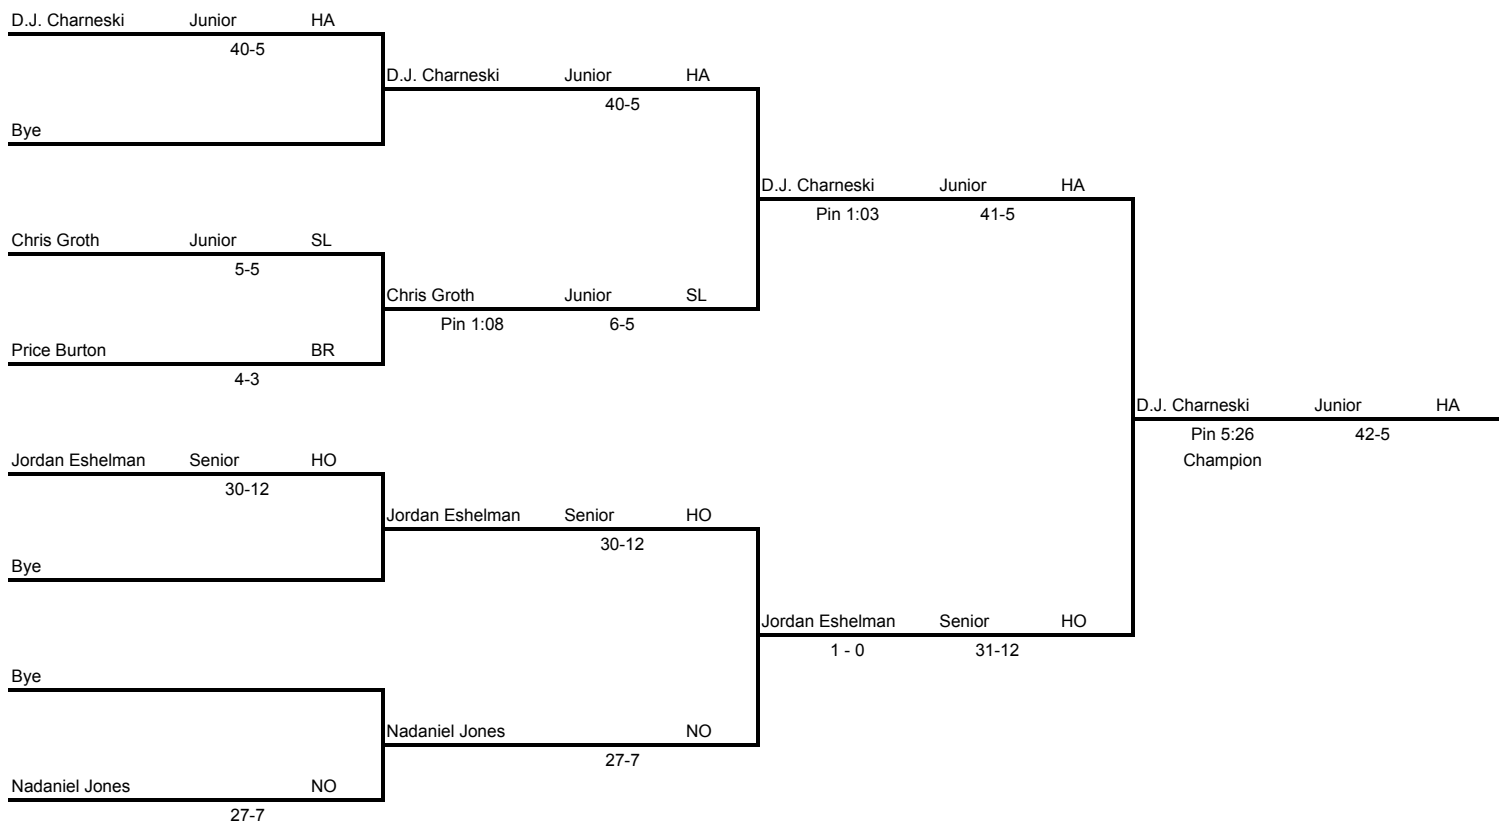 D.J. Charneski Junior HA
40-5
D.J. Charneski Junior HA
40-5
Bye
D.J. Charneski Junior HA
Pin 1:03 41-5
Chris Groth Junior SL
5-5
Chris Groth Junior SL
Pin 1:08 6-5
Price Burton BR
4-3
D.J. Charneski Junior HA
Pin 5:26 42-5
Champion
Jordan Eshelman Senior HO
30-12
Jordan Eshelman Senior HO
30-12
Bye
Jordan Eshelman Senior HO
1 - 0 31-12
Bye
Nadaniel Jones NO
27-7
Nadaniel Jones NO
27-7